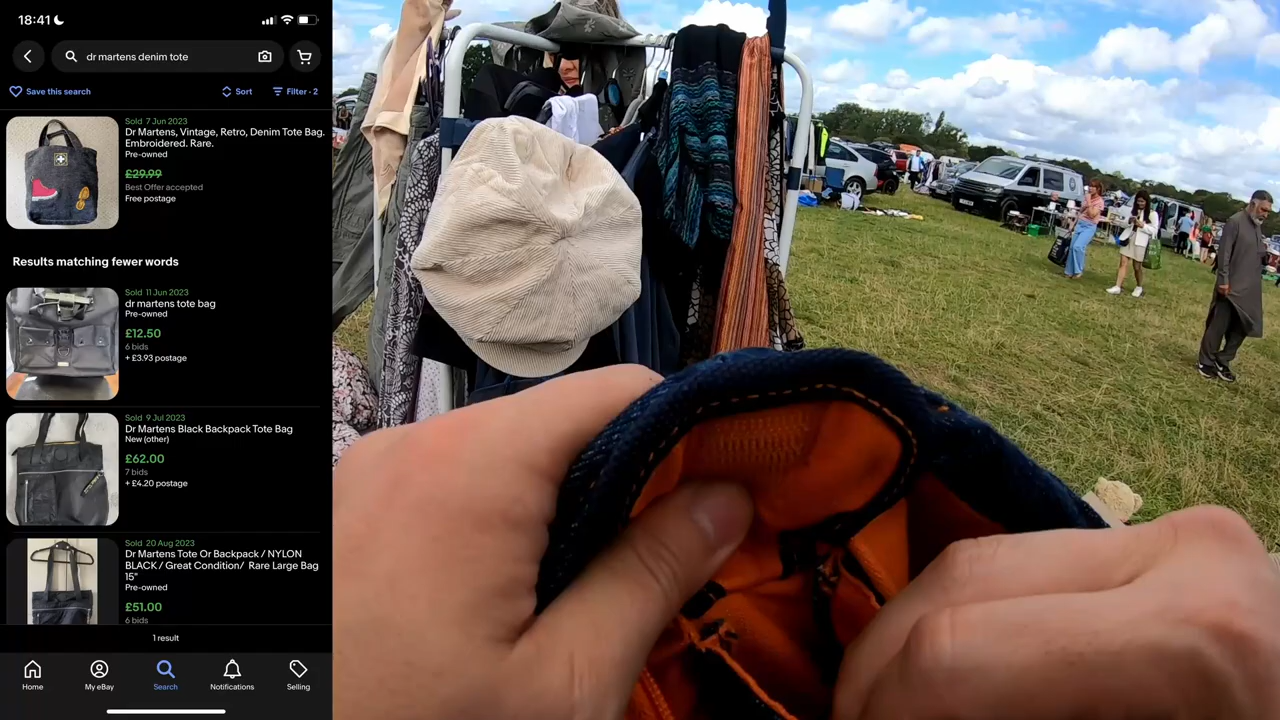 18:41
dr martens denim tote
Save this search
Sort
Filter - 2
Sold 7 Jun 2023
Dr Martens, Vintage, Retro, Denim Tote Bag.
Embroidered. Rare.
Pre-owned
£29.99
Best Offer accepted
Free postage
Results matching fewer words
Sold 11 Jun 2023
dr martens tote bag
Pre-owned
£12.50
6 bids
+ £3.93 postage
Sold 9 Jul 2023
Dr Martens Black Backpack Tote Bag
New (other)
£62.00
7 bids
+ £4.20 postage
Sold 20 Aug 2023
Dr Martens Tote Or Backpack / NYLON
BLACK / Great Condition/ Rare Large Bag
15"
Pre-owned
£51.00
6 bids
1 result
Home
My eBay
Search
Notifications
Selling